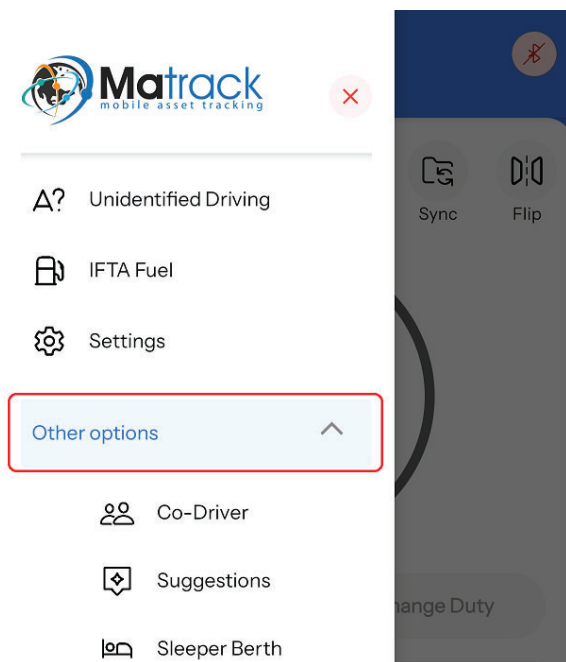 Matrack
mobile asset tracking
Sync
Flip
A? Unidentified Driving
IFTA Fuel
Settings
Other options
Co-Driver
Suggestions
hange Duty
Sleeper Berth